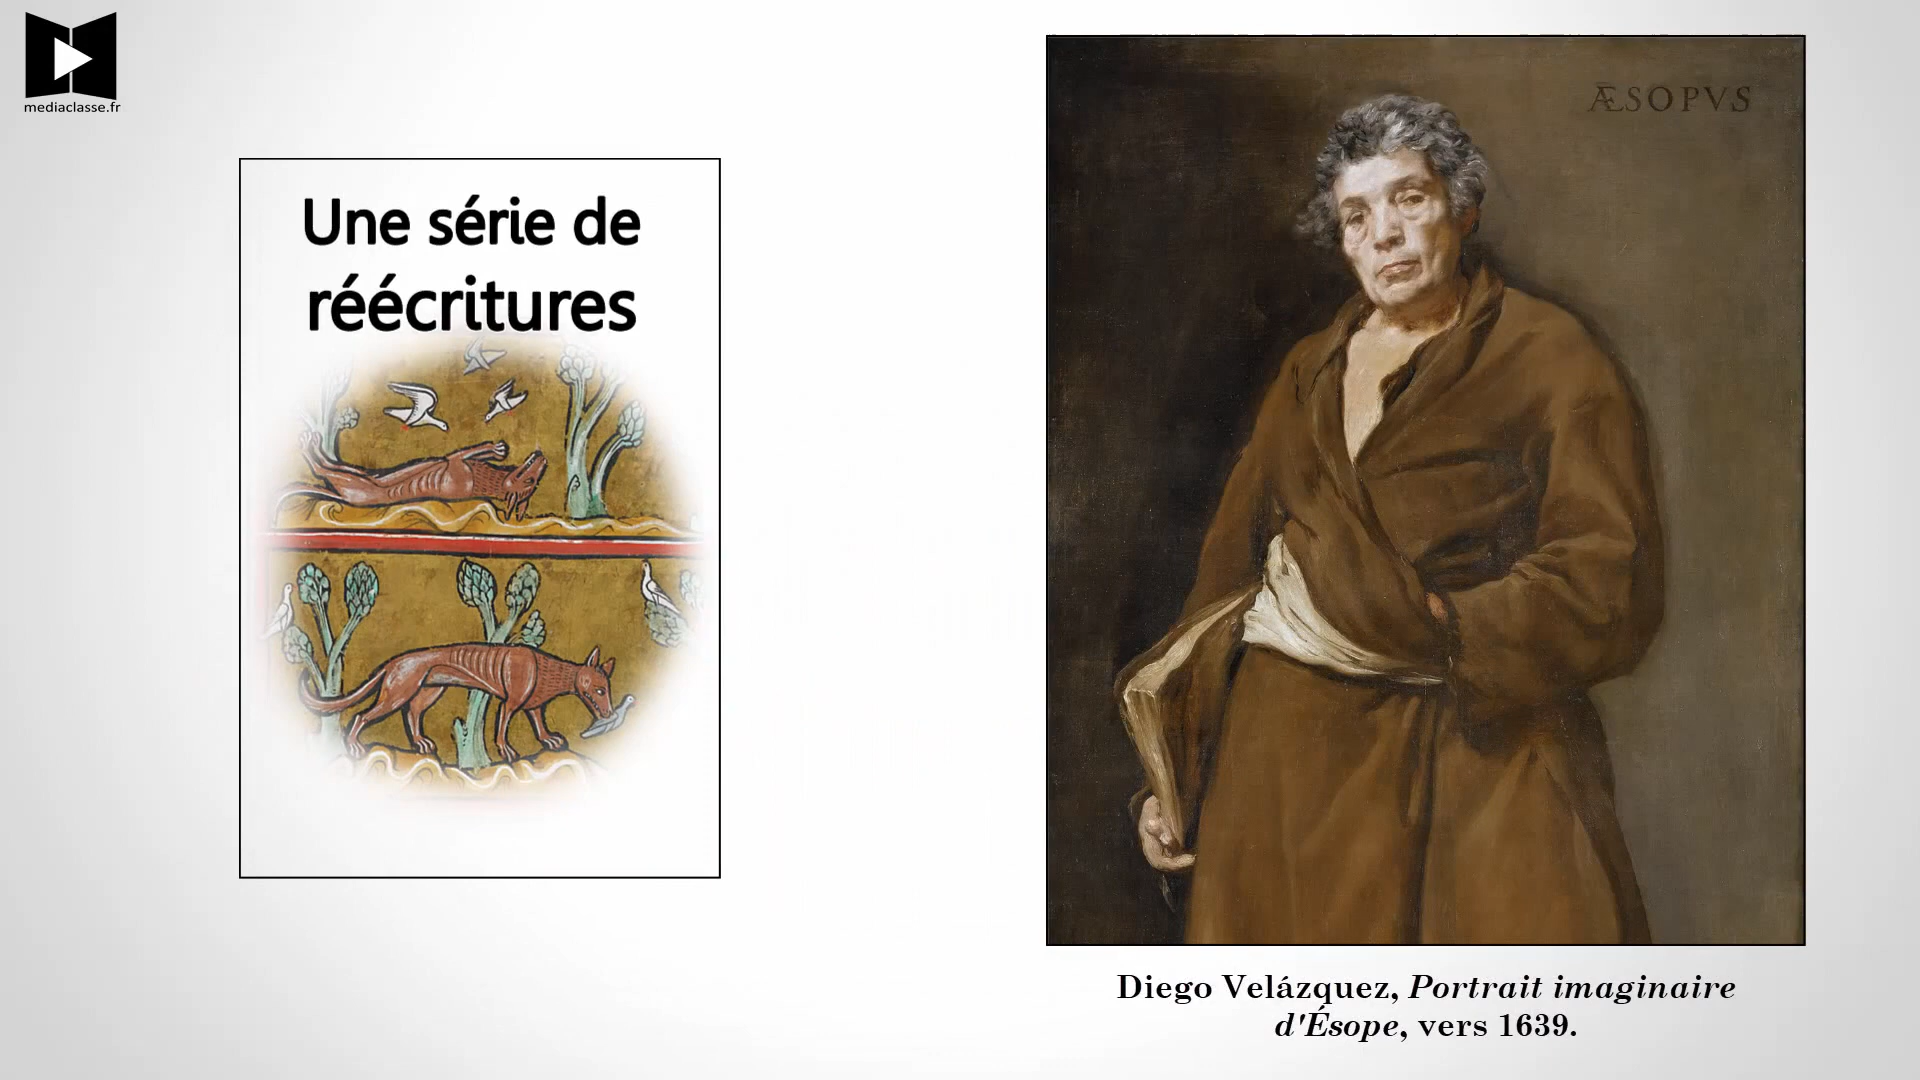 mediaclasse.fr
Une série de
réécritures
ÆSOPVS
Diego Velázquez, Portrait imaginaire
d'Ésope, vers 1639.